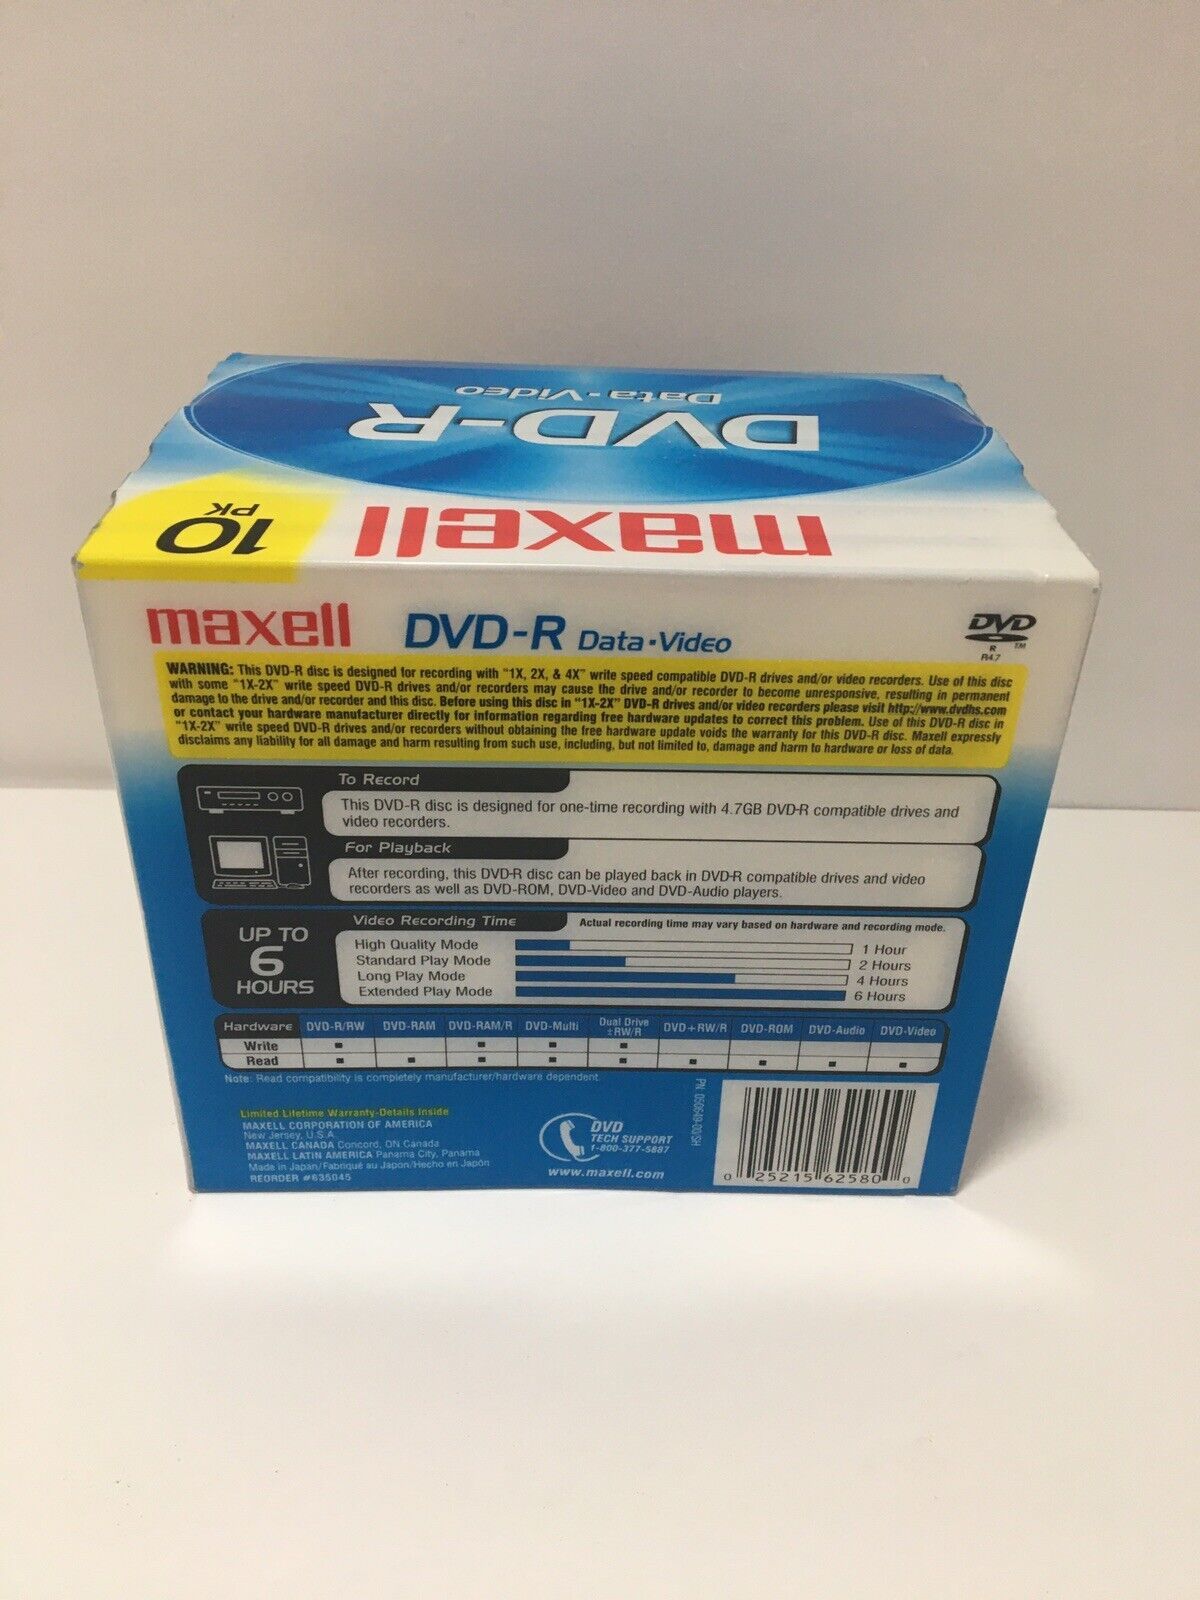 DVD-R
Data • Video
maxell
10
PK
maxell DVD-R Data • Video
DVD
R ™
R4.7
WARNING: This DVD-R disc is designed for recording with "1X, 2X, & 4X" write speed compatible DVD-R drives and/or video recorders. Use of this disc
with some "1X-2X" write speed DVD-R drives and/or recorders may cause the drive and/or recorder to become unresponsive, resulting in permanent
damage to the drive and/or recorder and this disc. Before using this disc in "1X-2X" DVD-R drives and/or video recorders please visit http://www.dvdhs.com
or contact your hardware manufacturer directly for information regarding free hardware updates to correct this problem. Use of this DVD-R disc in
"1X-2X" write speed DVD-R drives and/or recorders without obtaining the free hardware update voids the warranty for this DVD-R disc. Maxell expressly
disclaims any liability for all damage and harm resulting from such use, including, but not limited to, damage and harm to hardware or loss of data.
To Record
This DVD-R disc is designed for one-time recording with 4.7GB DVD-R compatible drives and
video recorders.
For Playback
After recording, this DVD-R disc can be played back in DVD-R compatible drives and video
recorders as well as DVD-ROM, DVD-Video and DVD-Audio players.
UP TO
6
HOURS
Video Recording Time Actual recording time may vary based on hardware and recording mode.
High Quality Mode 1 Hour
Standard Play Mode 2 Hours
Long Play Mode 4 Hours
Extended Play Mode 6 Hours
Hardware DVD-R/RW DVD-RAM DVD-RAM/R DVD-Multi Dual Drive ±RW/R DVD+RW/R DVD-ROM DVD-Audio DVD-Video
Write ▪ ▪ ▪ ▪
Read ▪ ▪ ▪ ▪ ▪ ▪ ▪ ▪ ▪
Note: Read compatibility is completely manufacturer/hardware dependent.
Limited Lifetime Warranty-Details Inside
MAXELL CORPORATION OF AMERICA
New Jersey, U.S.A.
MAXELL CANADA Concord, ON Canada
MAXELL LATIN AMERICA Panama City, Panama
Made in Japan/Fabriqué au Japon/Hecho en Japón
REORDER #635045
DVD
TECH SUPPORT
1-800-377-5887
www.maxell.com
PN: 050649-00/SH
0 25215 62580 0